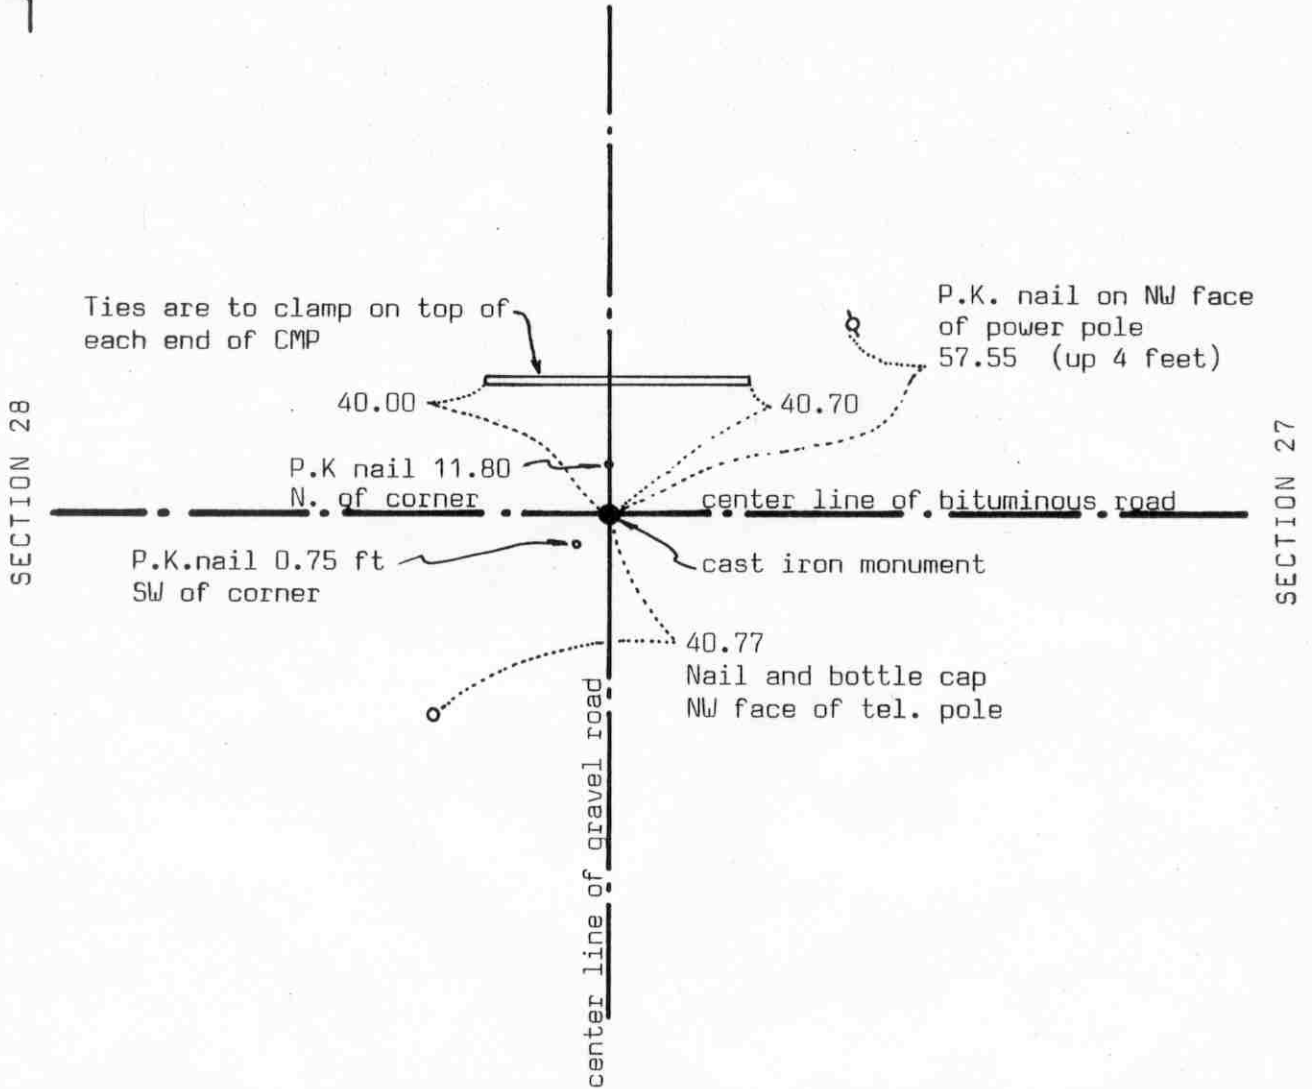 Ties are to clamp on top of
each end of CMP
P.K. nail on NW face
of power pole
57.55 (up 4 feet)
40.00
40.70
SECTION 28
SECTION 27
P.K nail 11.80
N. of corner
center line of bituminous road
P.K.nail 0.75 ft
SW of corner
cast iron monument
40.77
Nail and bottle cap
NW face of tel. pole
center line of gravel road